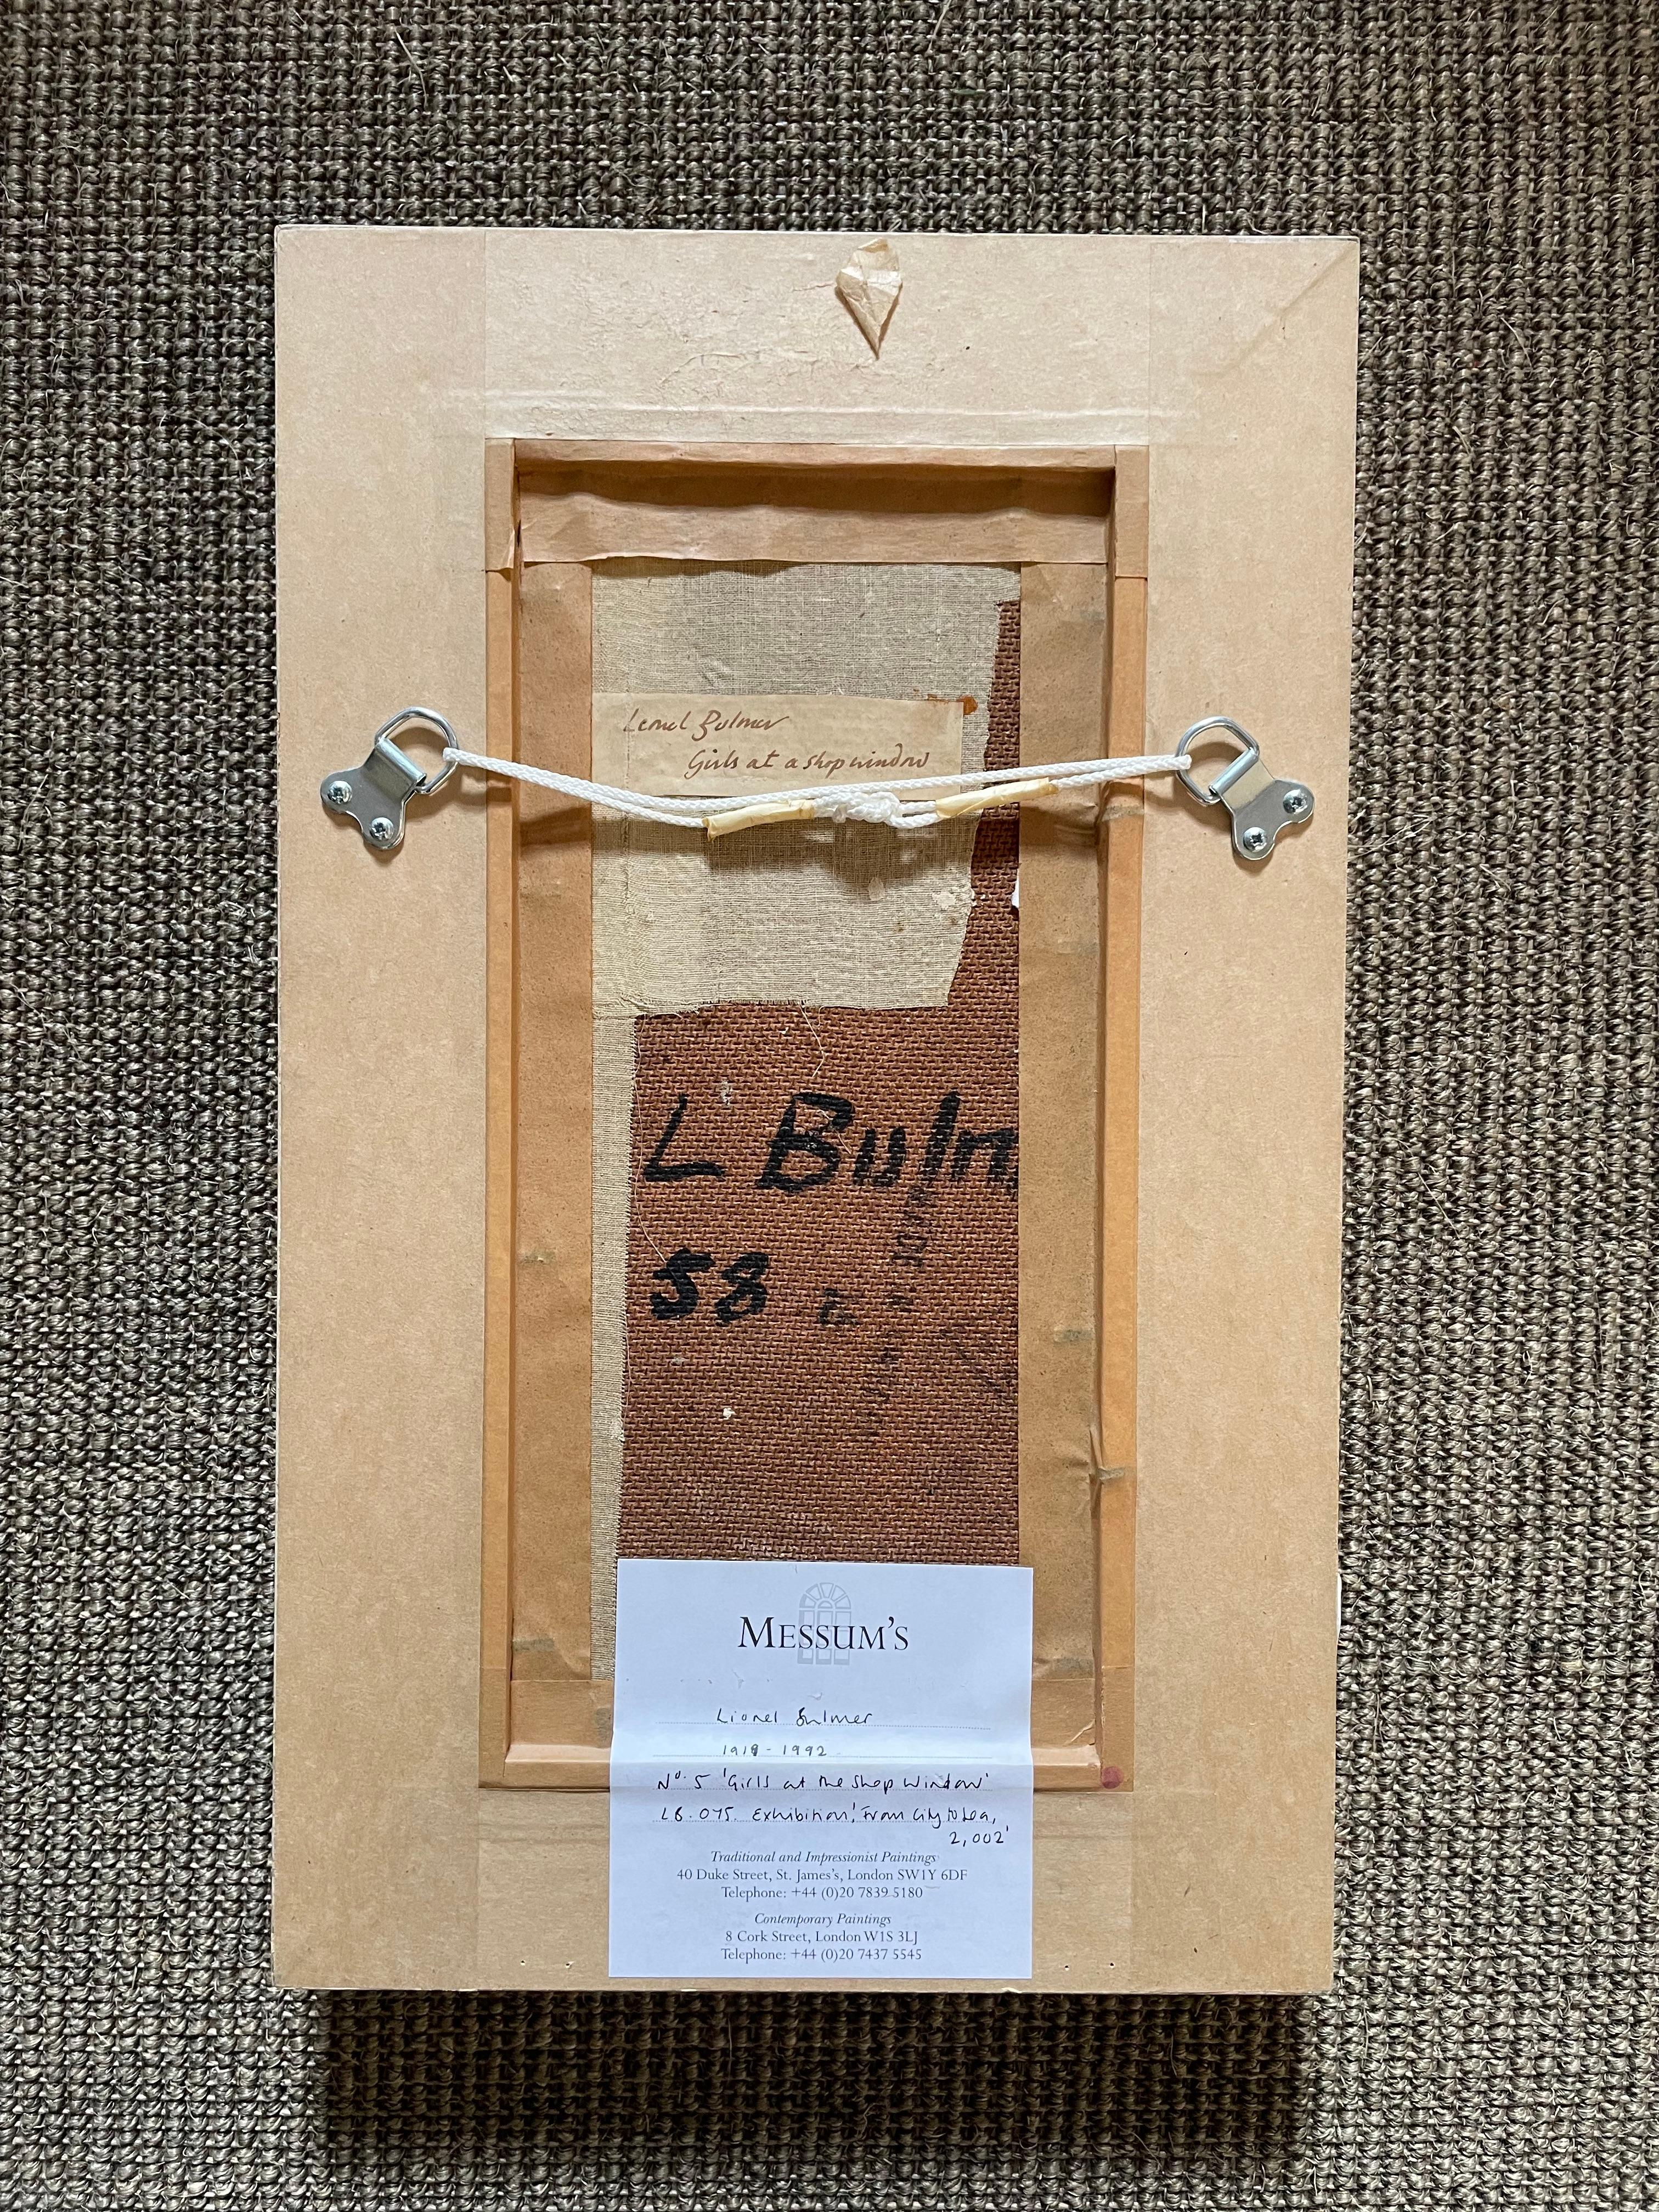 Lionel Bulmer
Girls at a shop window
L Bulm
58
MESSUM'S
Lionel Bulmer
1919 - 1992
No. 5 'Girls at the shop window'
LB. 075. Exhibition, 'From City to Sea,
2,002'
Traditional and Impressionist Paintings
40 Duke Street, St. James's, London SW1Y 6DF
Telephone: +44 (0)20 7839 5180
Contemporary Paintings
8 Cork Street, London W1S 3LJ
Telephone: +44 (0)20 7437 5545